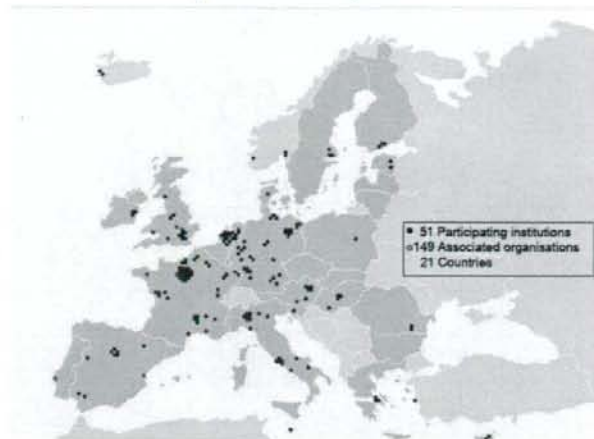 51 Participating institutions
149 Associated organisations
21 Countries